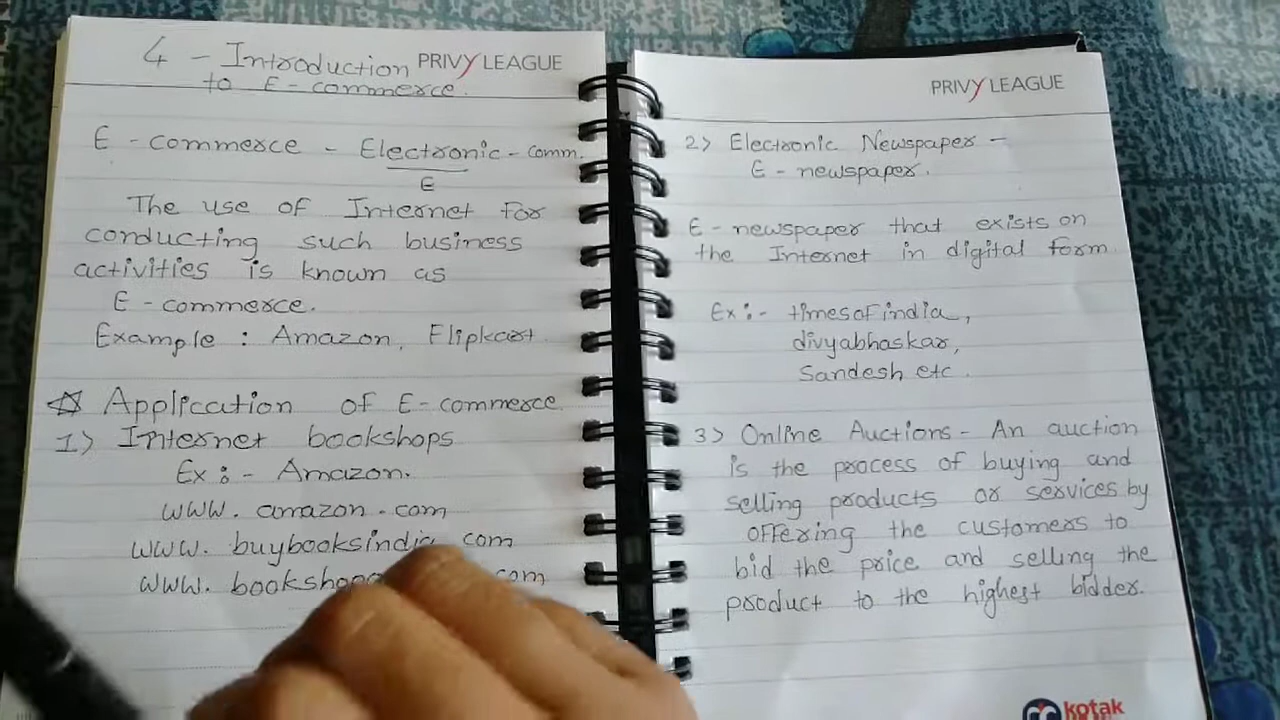 4 - Introduction PRIVY LEAGUE
to E-commerce.
E-commerce - Electronic-comm.
E
The use of Internet for
conducting such business
activities is known as
E-commerce.
Example : Amazon, Flipkart.
☆ Application of E-commerce
1> Internet bookshops
Ex :- Amazon.
www.amazon.com
www.buybooksindia.com
www. com
PRIVY LEAGUE
2> Electronic Newspaper -
E-newspaper.
E-newspaper that exists on
the Internet in digital form
Ex :- timesofindia,
divyabhaskar,
Sandesh etc.
3> Online Auctions - An auction
is the process of buying and
selling products or services by
offering the customers to
bid the price and selling the
product to the highest bidder.
kotak